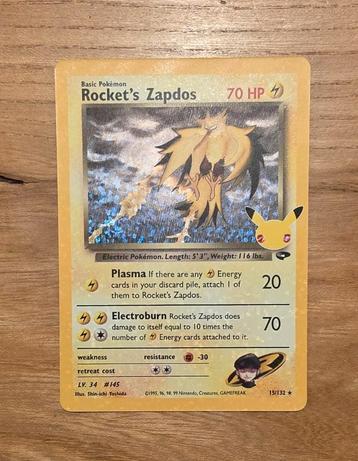 Basic Pokémon
Rocket's Zapdos 70 HP
Electric Pokémon. Length: 5'3", Weight: 116 lbs.
Plasma If there are any Energy
cards in your discard pile, attach 1 of
them to Rocket's Zapdos.
20
Electroburn Rocket's Zapdos does
damage to itself equal to 10 times the
number of Energy cards attached to it.
70
weakness resistance -30
retreat cost
LV. 34 #145
Illus. Shin-ichi Yoshida ©1995, 96, 98, 99 Nintendo, Creatures, GAMEFREAK. 15/132 ★